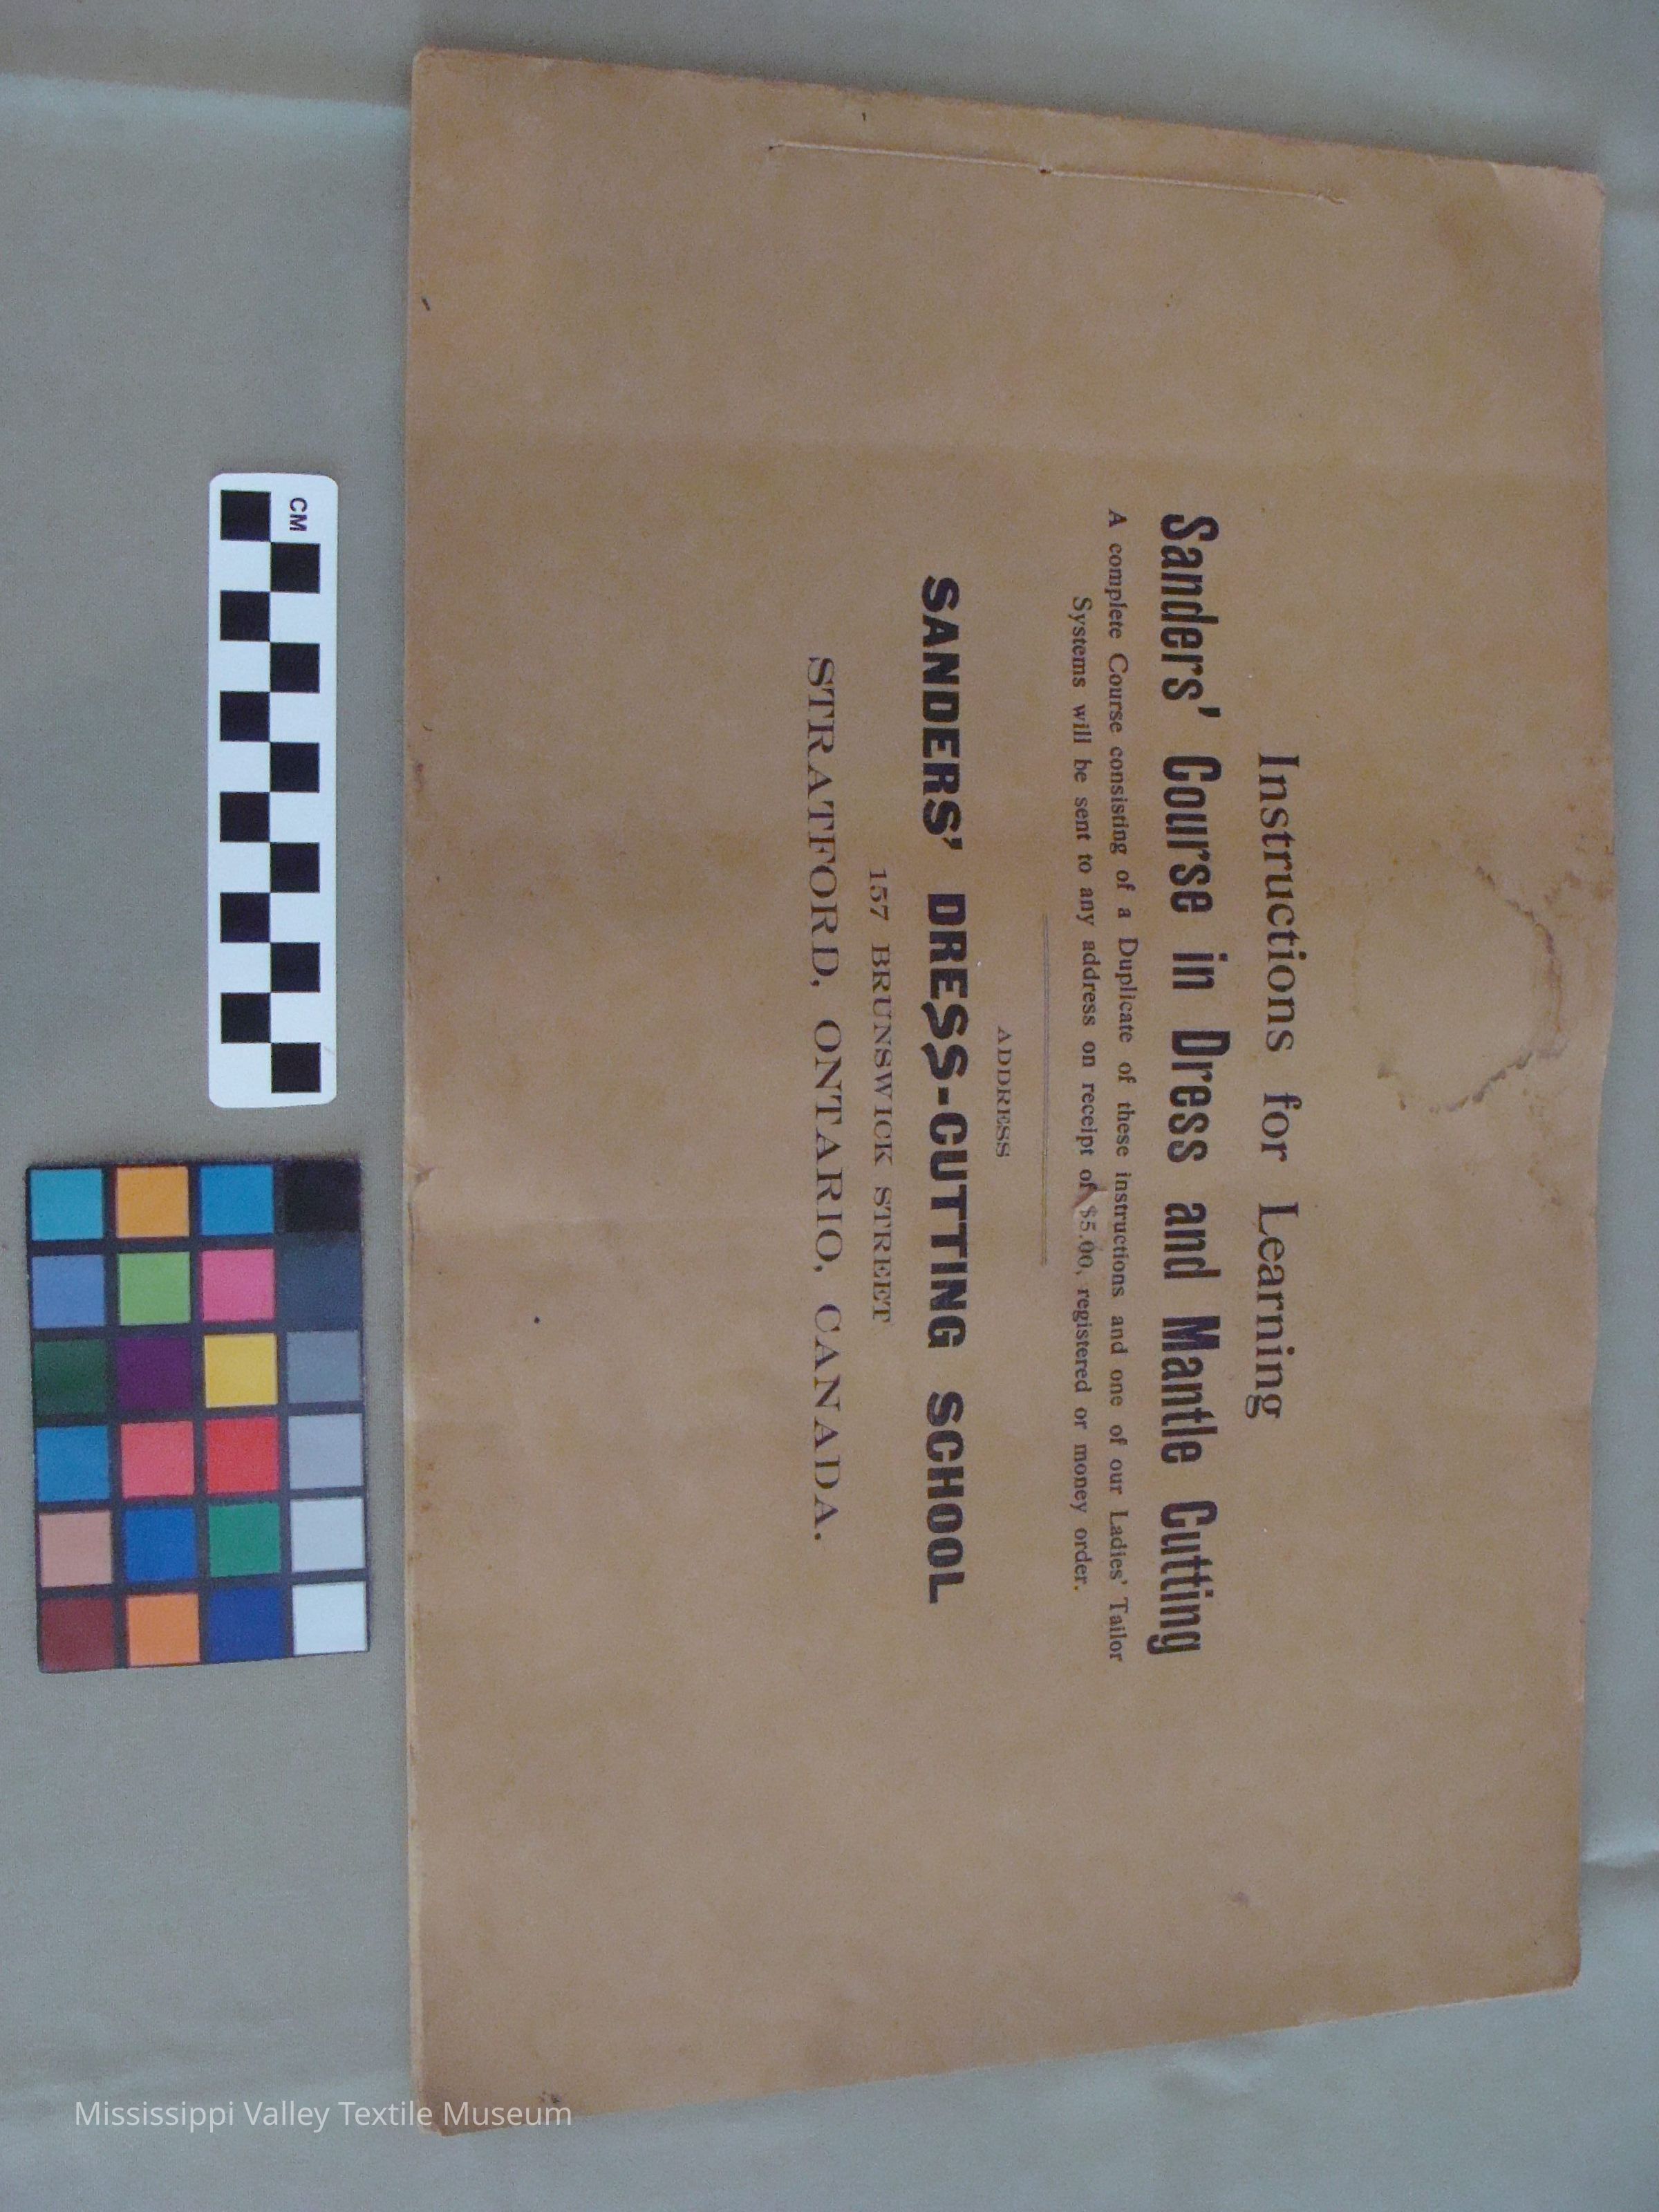 Instructions for Learning
Sanders' Course in Dress and Mantle Cutting
A complete Course consisting of a Duplicate of these instructions and one of our Ladies' Tailor
Systems will be sent to any address on receipt of $5.00, registered or money order.
ADDRESS
SANDERS' DRESS-CUTTING SCHOOL
157 BRUNSWICK STREET
STRATFORD, ONTARIO, CANADA.
CM
Mississippi Valley Textile Museum